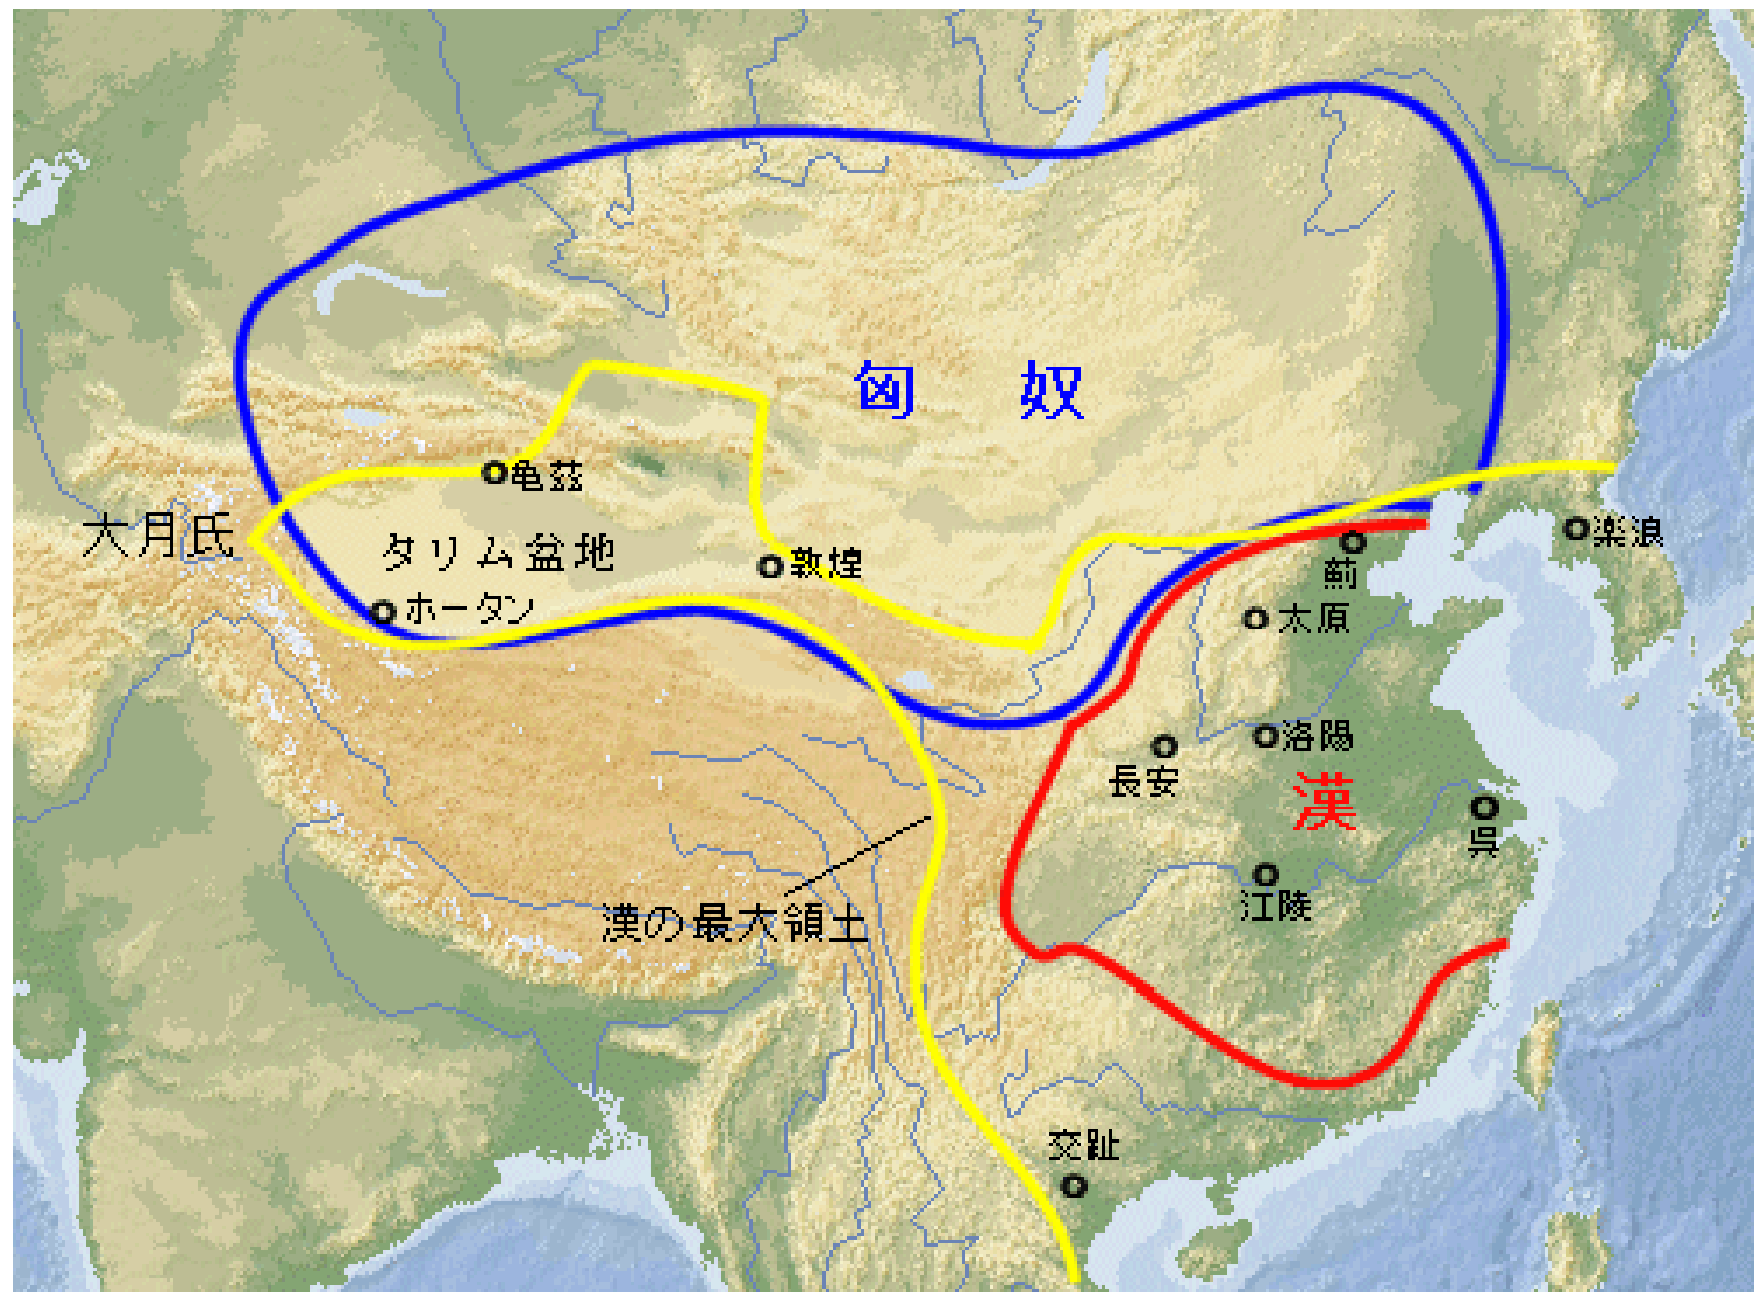 匈奴
亀茲
大月氏
タリム盆地
敦煌
楽浪
薊
ホータン
太原
洛陽
長安
漢
呉
江陵
漢の最大領土
交趾